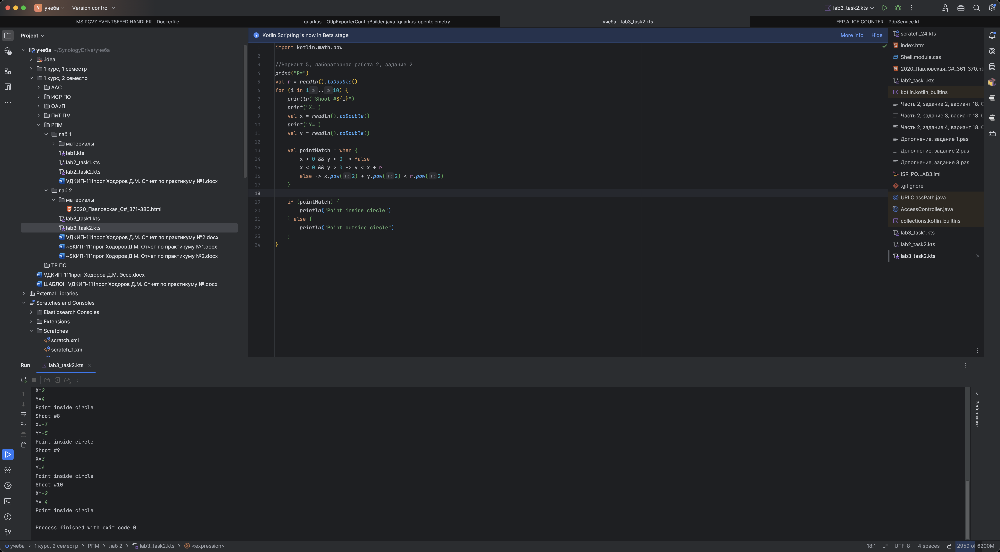 учеба
Version control
lab3_task2.kts
MS.PCVZ.EVENTSFEED.HANDLER – Dockerfile
quarkus – OtlpExporterConfigBuilder.java [quarkus-opentelemetry]
учеба – lab3_task2.kts
EFP.ALICE.COUNTER – PdpService.kt
Project
учеба ~/SynologyDrive/учеба
.idea
1 курс, 1 семестр
1 курс, 2 семестр
ААС
ИСР ПО
ОАиП
ПиТ ПМ
РПМ
лаб 1
материалы
lab1.kts
lab2_task1.kts
lab2_task2.kts
VДКИП-111прог Ходоров Д.М. Отчет по практикуму №1.docx
лаб 2
материалы
2020_Павловская_C#_371-380.html
lab3_task1.kts
lab3_task2.kts
VДКИП-111прог Ходоров Д.М. Отчет по практикуму №2.docx
~$КИП-111прог Ходоров Д.М. Отчет по практикуму №1.docx
~$КИП-111прог Ходоров Д.М. Отчет по практикуму №2.docx
ТР ПО
VДКИП-111прог Ходоров Д.М. Эссе.docx
ШАБЛОН VДКИП-111прог Ходоров Д.М. Отчет по практикуму №.docx
External Libraries
Scratches and Consoles
Elasticsearch Consoles
Extensions
Scratches
scratch.xml
scratch_1.xml
Kotlin Scripting is now in Beta stage
More info
Hide
1 import kotlin.math.pow
2
3 //Вариант 5, лабораторная работа 2, задание 2
4 print("R=")
5 val r = readln().toDouble()
6 for (i in 1 ≤ .. ≤ 10) {
7 println("Shoot #${i}")
8 print("X=")
9 val x = readln().toDouble()
10 print("Y=")
11 val y = readln().toDouble()
12
13 val pointMatch = when {
14 x > 0 && y < 0 -> false
15 x < 0 && y > 0 -> y < x + r
16 else -> x.pow( n: 2) + y.pow( n: 2) < r.pow( n: 2)
17 }
18
19 if (pointMatch) {
20 println("Point inside circle")
21 } else {
22 println("Point outside circle")
23 }
24 }
scratch_24.kts
index.html
Shell.module.css
2020_Павловская_C#_361-370.ht
lab2_task1.kts
kotlin.kotlin_builtins
Часть 2, задание 2, вариант 18. С
Часть 2, задание 3, вариант 18. С
Часть 2, задание 4, вариант 18. С
Дополнение, задание 1.pas
Дополнение, задание 2.pas
Дополнение, задание 3.pas
ISR_PO.LAB3.iml
.gitignore
URLClassPath.java
AccessController.java
collections.kotlin_builtins
lab3_task1.kts
lab2_task2.kts
lab3_task2.kts
Run
lab3_task2.kts
X=2
Y=4
Point inside circle
Shoot #8
X=-3
Y=-5
Point inside circle
Shoot #9
X=3
Y=6
Point inside circle
Shoot #10
X=-2
Y=-4
Point inside circle
Process finished with exit code 0
Performance
учеба > 1 курс, 2 семестр > РПМ > лаб 2 > lab3_task2.kts > <expression>
18:1 LF UTF-8 4 spaces 2959 of 6200M